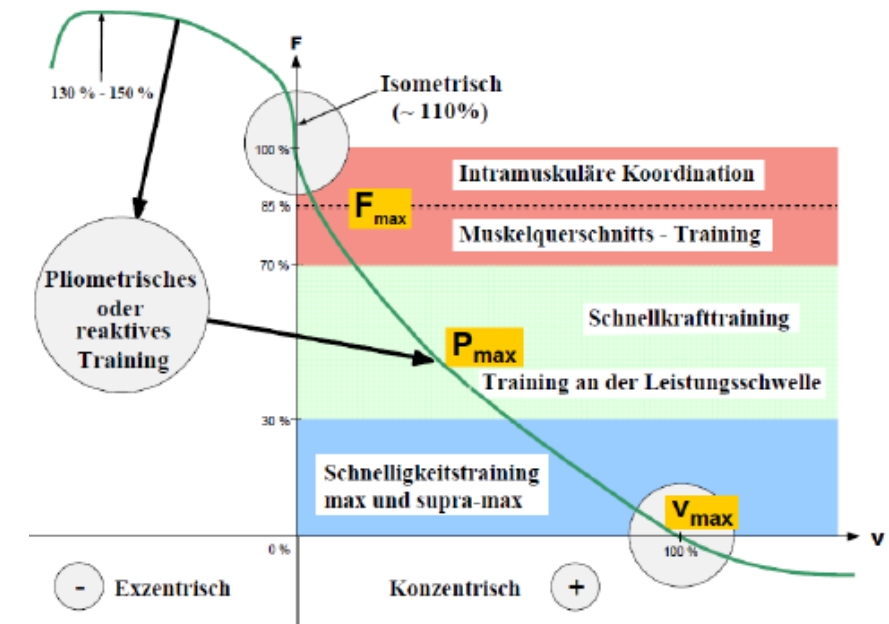 F
130 % - 150 %
Isometrisch
(~ 110%)
100 %
Intramuskuläre Koordination
85 %
Fmax
Muskelquerschnitts - Training
70 %
Pliometrisches
oder
reaktives
Training
Schnellkrafttraining
Pmax
Training an der Leistungsschwelle
30 %
Schnelligkeitstraining
max und supra-max
vmax
v
0 %
100 %
- Exzentrisch
Konzentrisch +